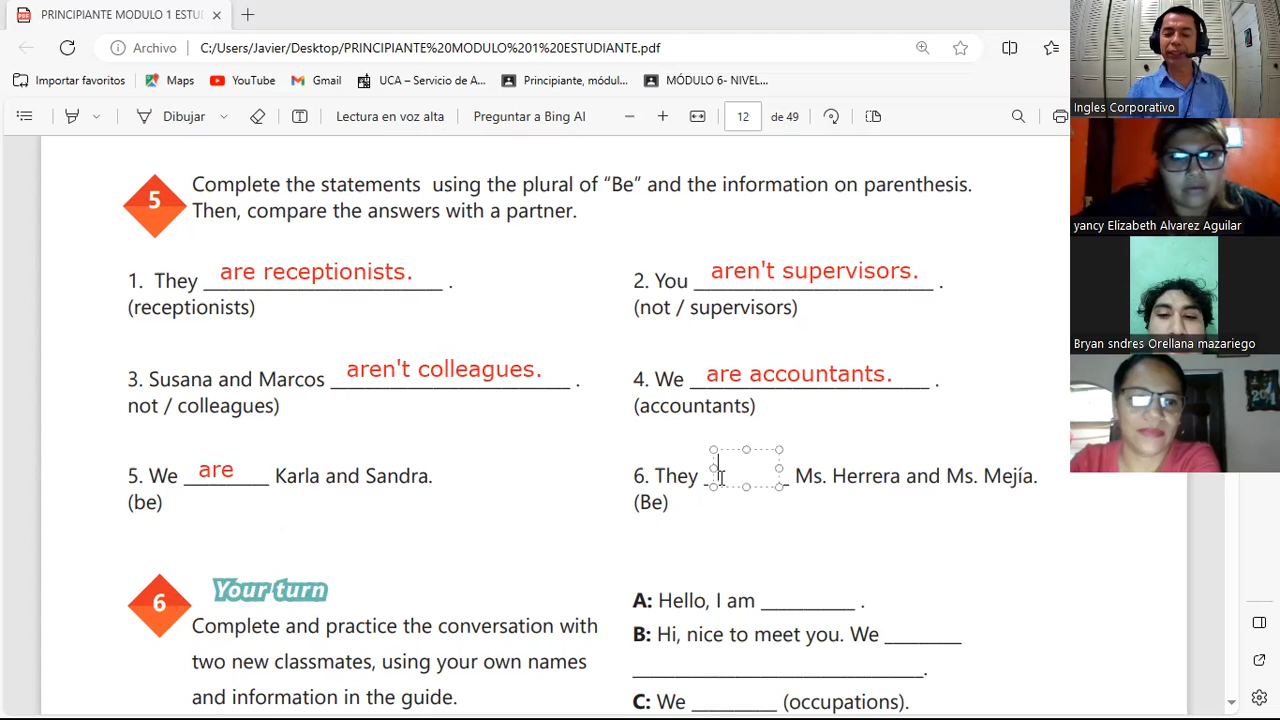 PRINCIPIANTE MODULO 1 ESTUD
Archivo C:/Users/Javier/Desktop/PRINCIPIANTE%20MODULO%201%20ESTUDIANTE.pdf
Importar favoritos Maps YouTube Gmail UCA – Servicio de A... Principiante, módul... MÓDULO 6- NIVEL...
Dibujar Lectura en voz alta Preguntar a Bing AI 12 de 49
5 Complete the statements using the plural of “Be” and the information on parenthesis.
Then, compare the answers with a partner.
1. They are receptionists. .
(receptionists)
2. You aren't supervisors. .
(not / supervisors)
3. Susana and Marcos aren't colleagues. .
not / colleagues)
4. We are accountants. .
(accountants)
5. We are Karla and Sandra.
(be)
6. They ________ Ms. Herrera and Ms. Mejía.
(Be)
6 Your turn
Complete and practice the conversation with
two new classmates, using your own names
and information in the guide.
A: Hello, I am _________ .
B: Hi, nice to meet you. We _______
____________________________.
C: We ________ (occupations).
Ingles Corporativo
yancy Elizabeth Alvarez Aguilar
Bryan sndres Orellana mazariego